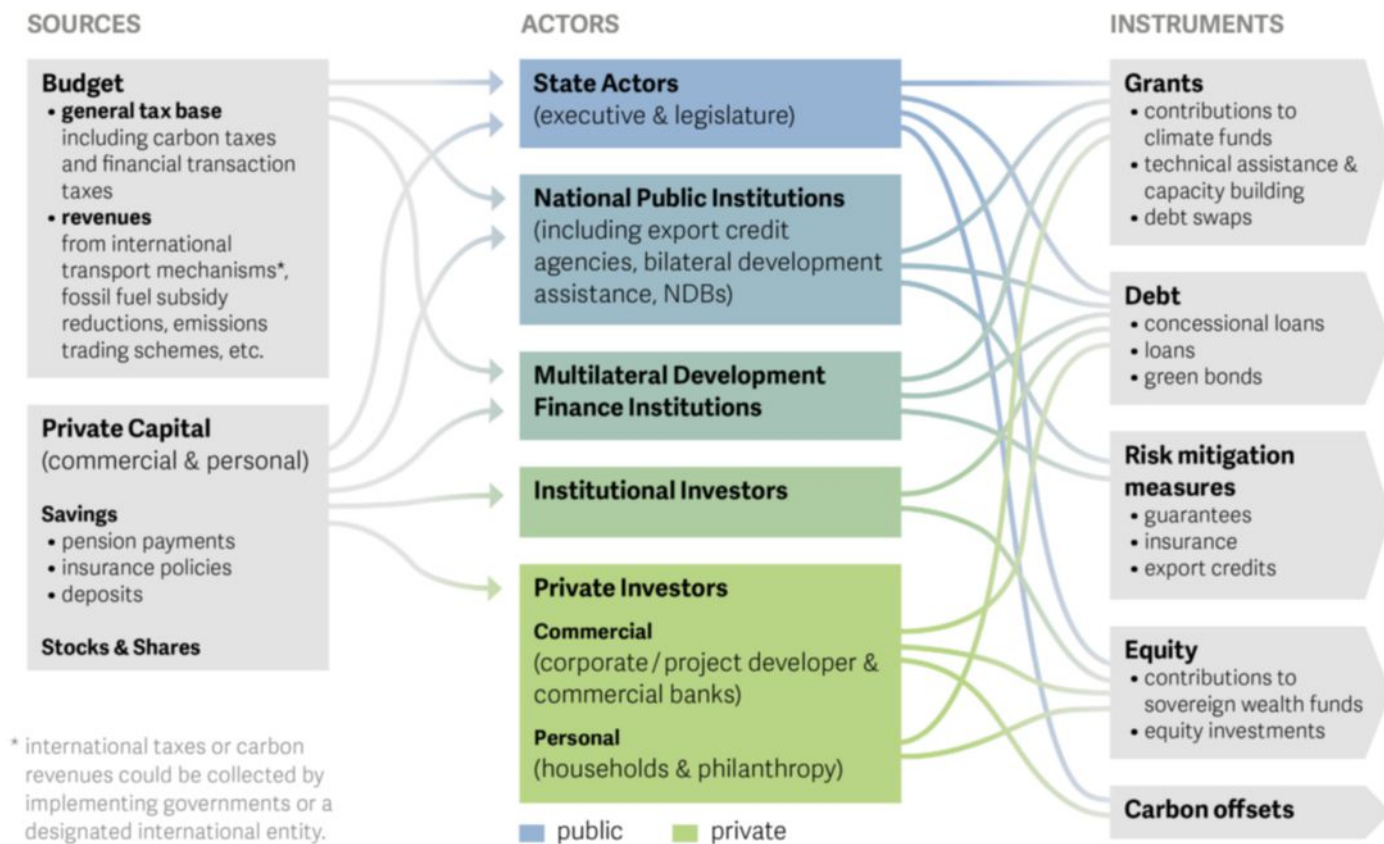 SOURCES
Budget
• general tax base
including carbon taxes
and financial transaction
taxes
• revenues
from international
transport mechanisms*,
fossil fuel subsidy
reductions, emissions
trading schemes, etc.
Private Capital
(commercial & personal)
Savings
• pension payments
• insurance policies
• deposits
Stocks & Shares
* international taxes or carbon
revenues could be collected by
implementing governments or a
designated international entity.
ACTORS
State Actors
(executive & legislature)
National Public Institutions
(including export credit
agencies, bilateral development
assistance, NDBs)
Multilateral Development
Finance Institutions
Institutional Investors
Private Investors
Commercial
(corporate / project developer &
commercial banks)
Personal
(households & philanthropy)
public
private
INSTRUMENTS
Grants
• contributions to
climate funds
• technical assistance &
capacity building
• debt swaps
Debt
• concessional loans
• loans
• green bonds
Risk mitigation
measures
• guarantees
• insurance
• export credits
Equity
• contributions to
sovereign wealth funds
• equity investments
Carbon offsets